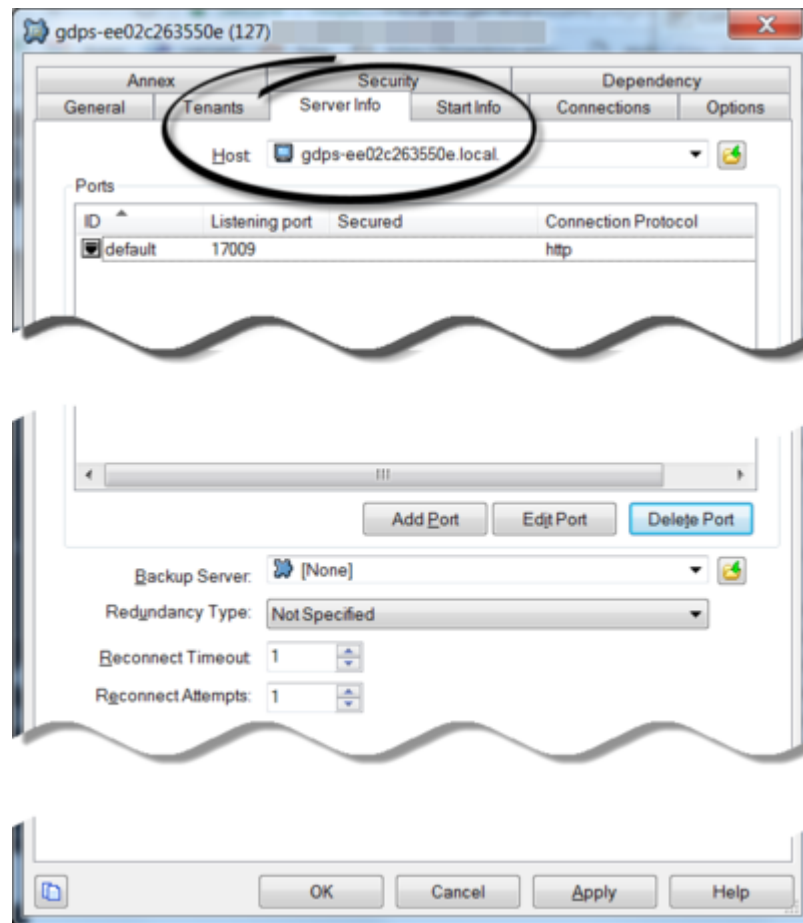 gdps-ee02c263550e (127)
Annex Security Dependency
General Tenants Server Info Start Info Connections Options
Host: gdps-ee02c263550e.local.
Ports
ID Listening port Secured Connection Protocol
default 17009 http
Add Port Edit Port Delete Port
Backup Server: [None]
Redundancy Type: Not Specified
Reconnect Timeout: 1
Reconnect Attempts: 1
OK Cancel Apply Help